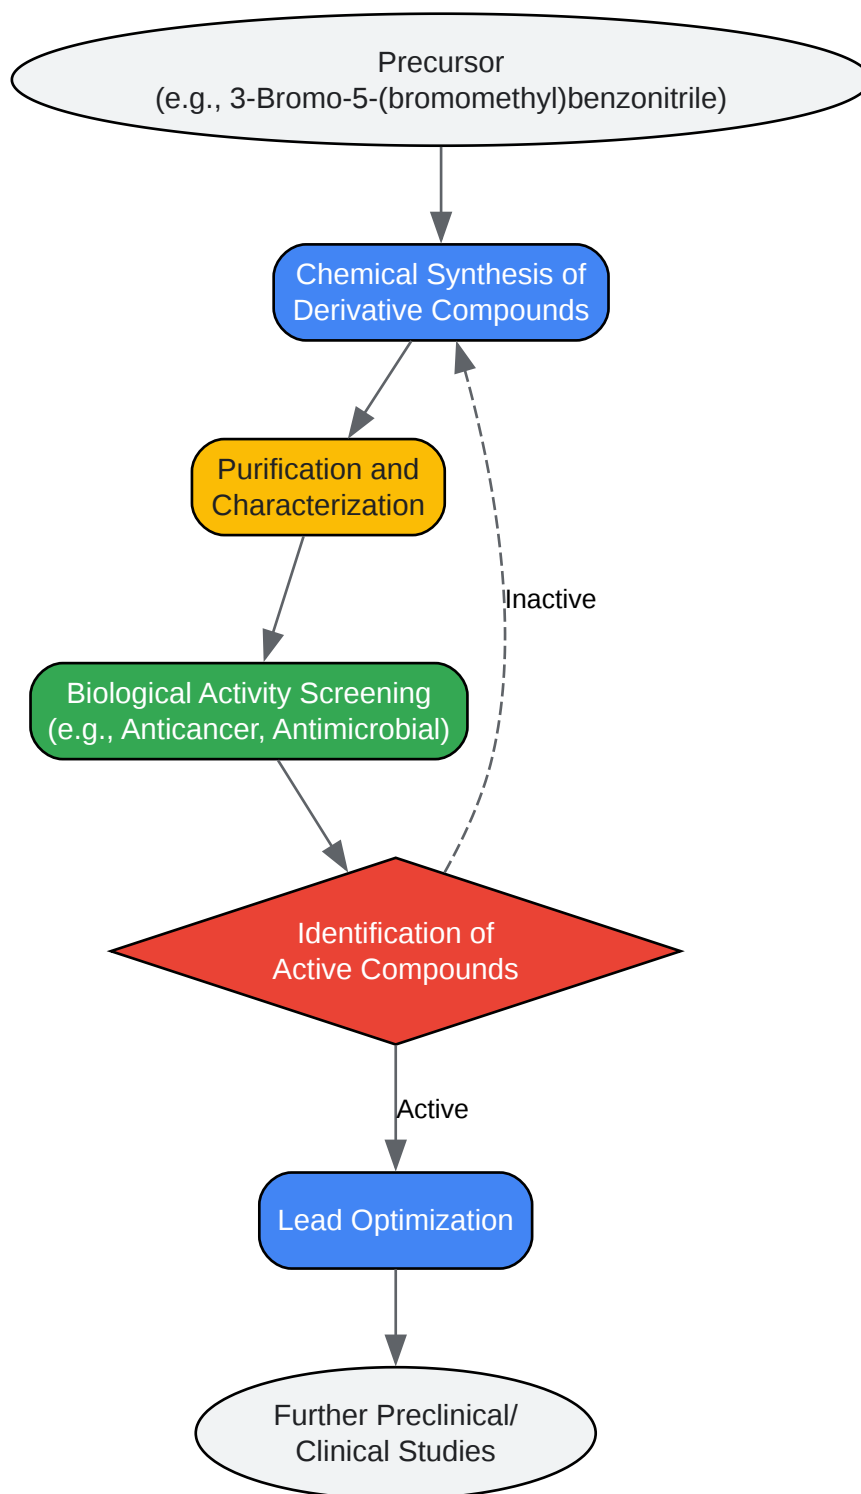 Precursor
(e.g., 3-Bromo-5-(bromomethyl)benzonitrile)
Chemical Synthesis of
Derivative Compounds
Purification and
Characterization
Inactive
Biological Activity Screening
(e.g., Anticancer, Antimicrobial)
Identification of
Active Compounds
Active
Lead Optimization
Further Preclinical/
Clinical Studies